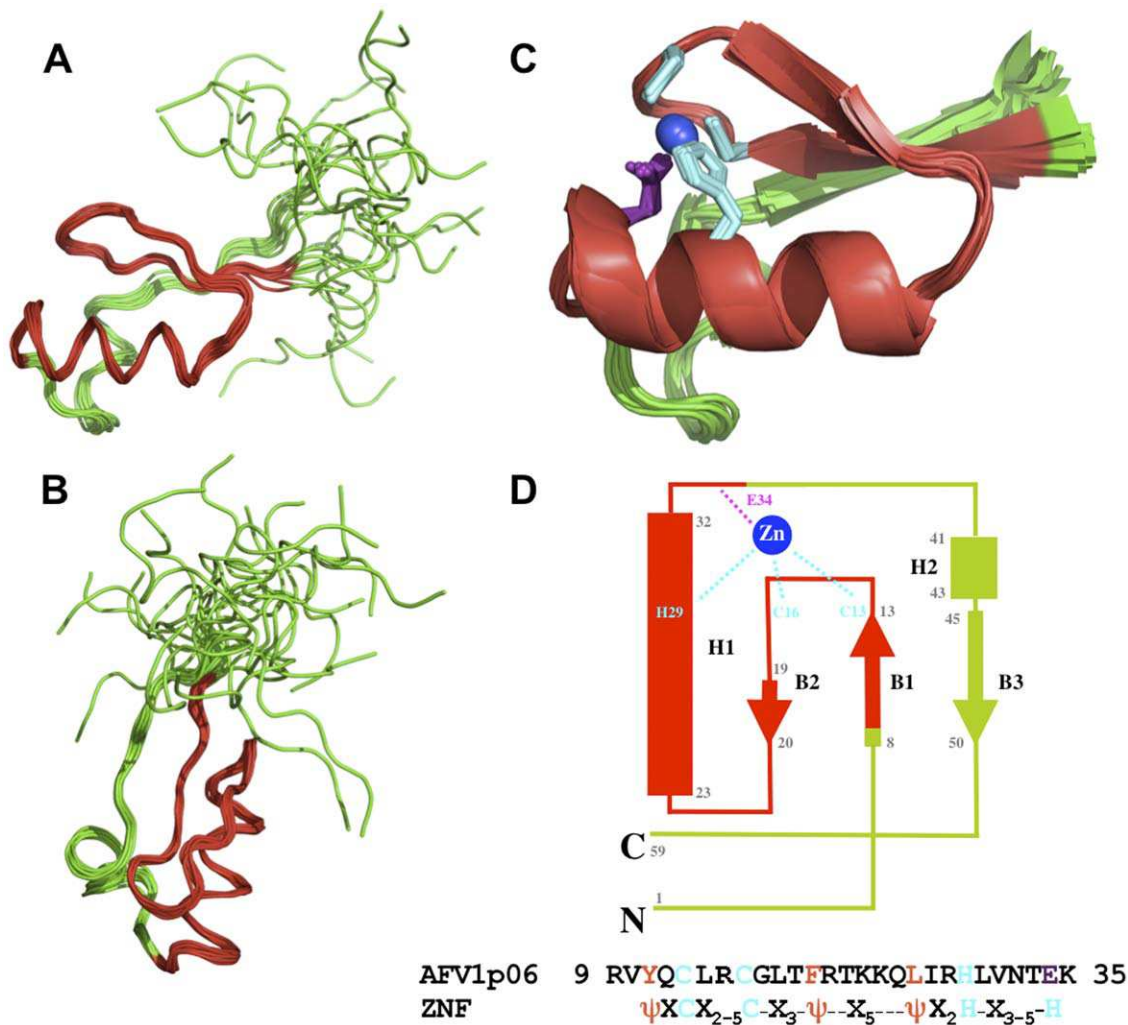 A
C
B
D
E34
Zn
32
41
H2
43
H29
C16
C13
13
45
H1
19
B2
B1
B3
20
8
50
23
C
59
1
N
AFV1p06 9 RVYQCLRCGLTFRTKKQLIRHLVNTEK 35
ZNF ψXCX2-5C-X3-ψ--X5---ψX2H-X3-5-H